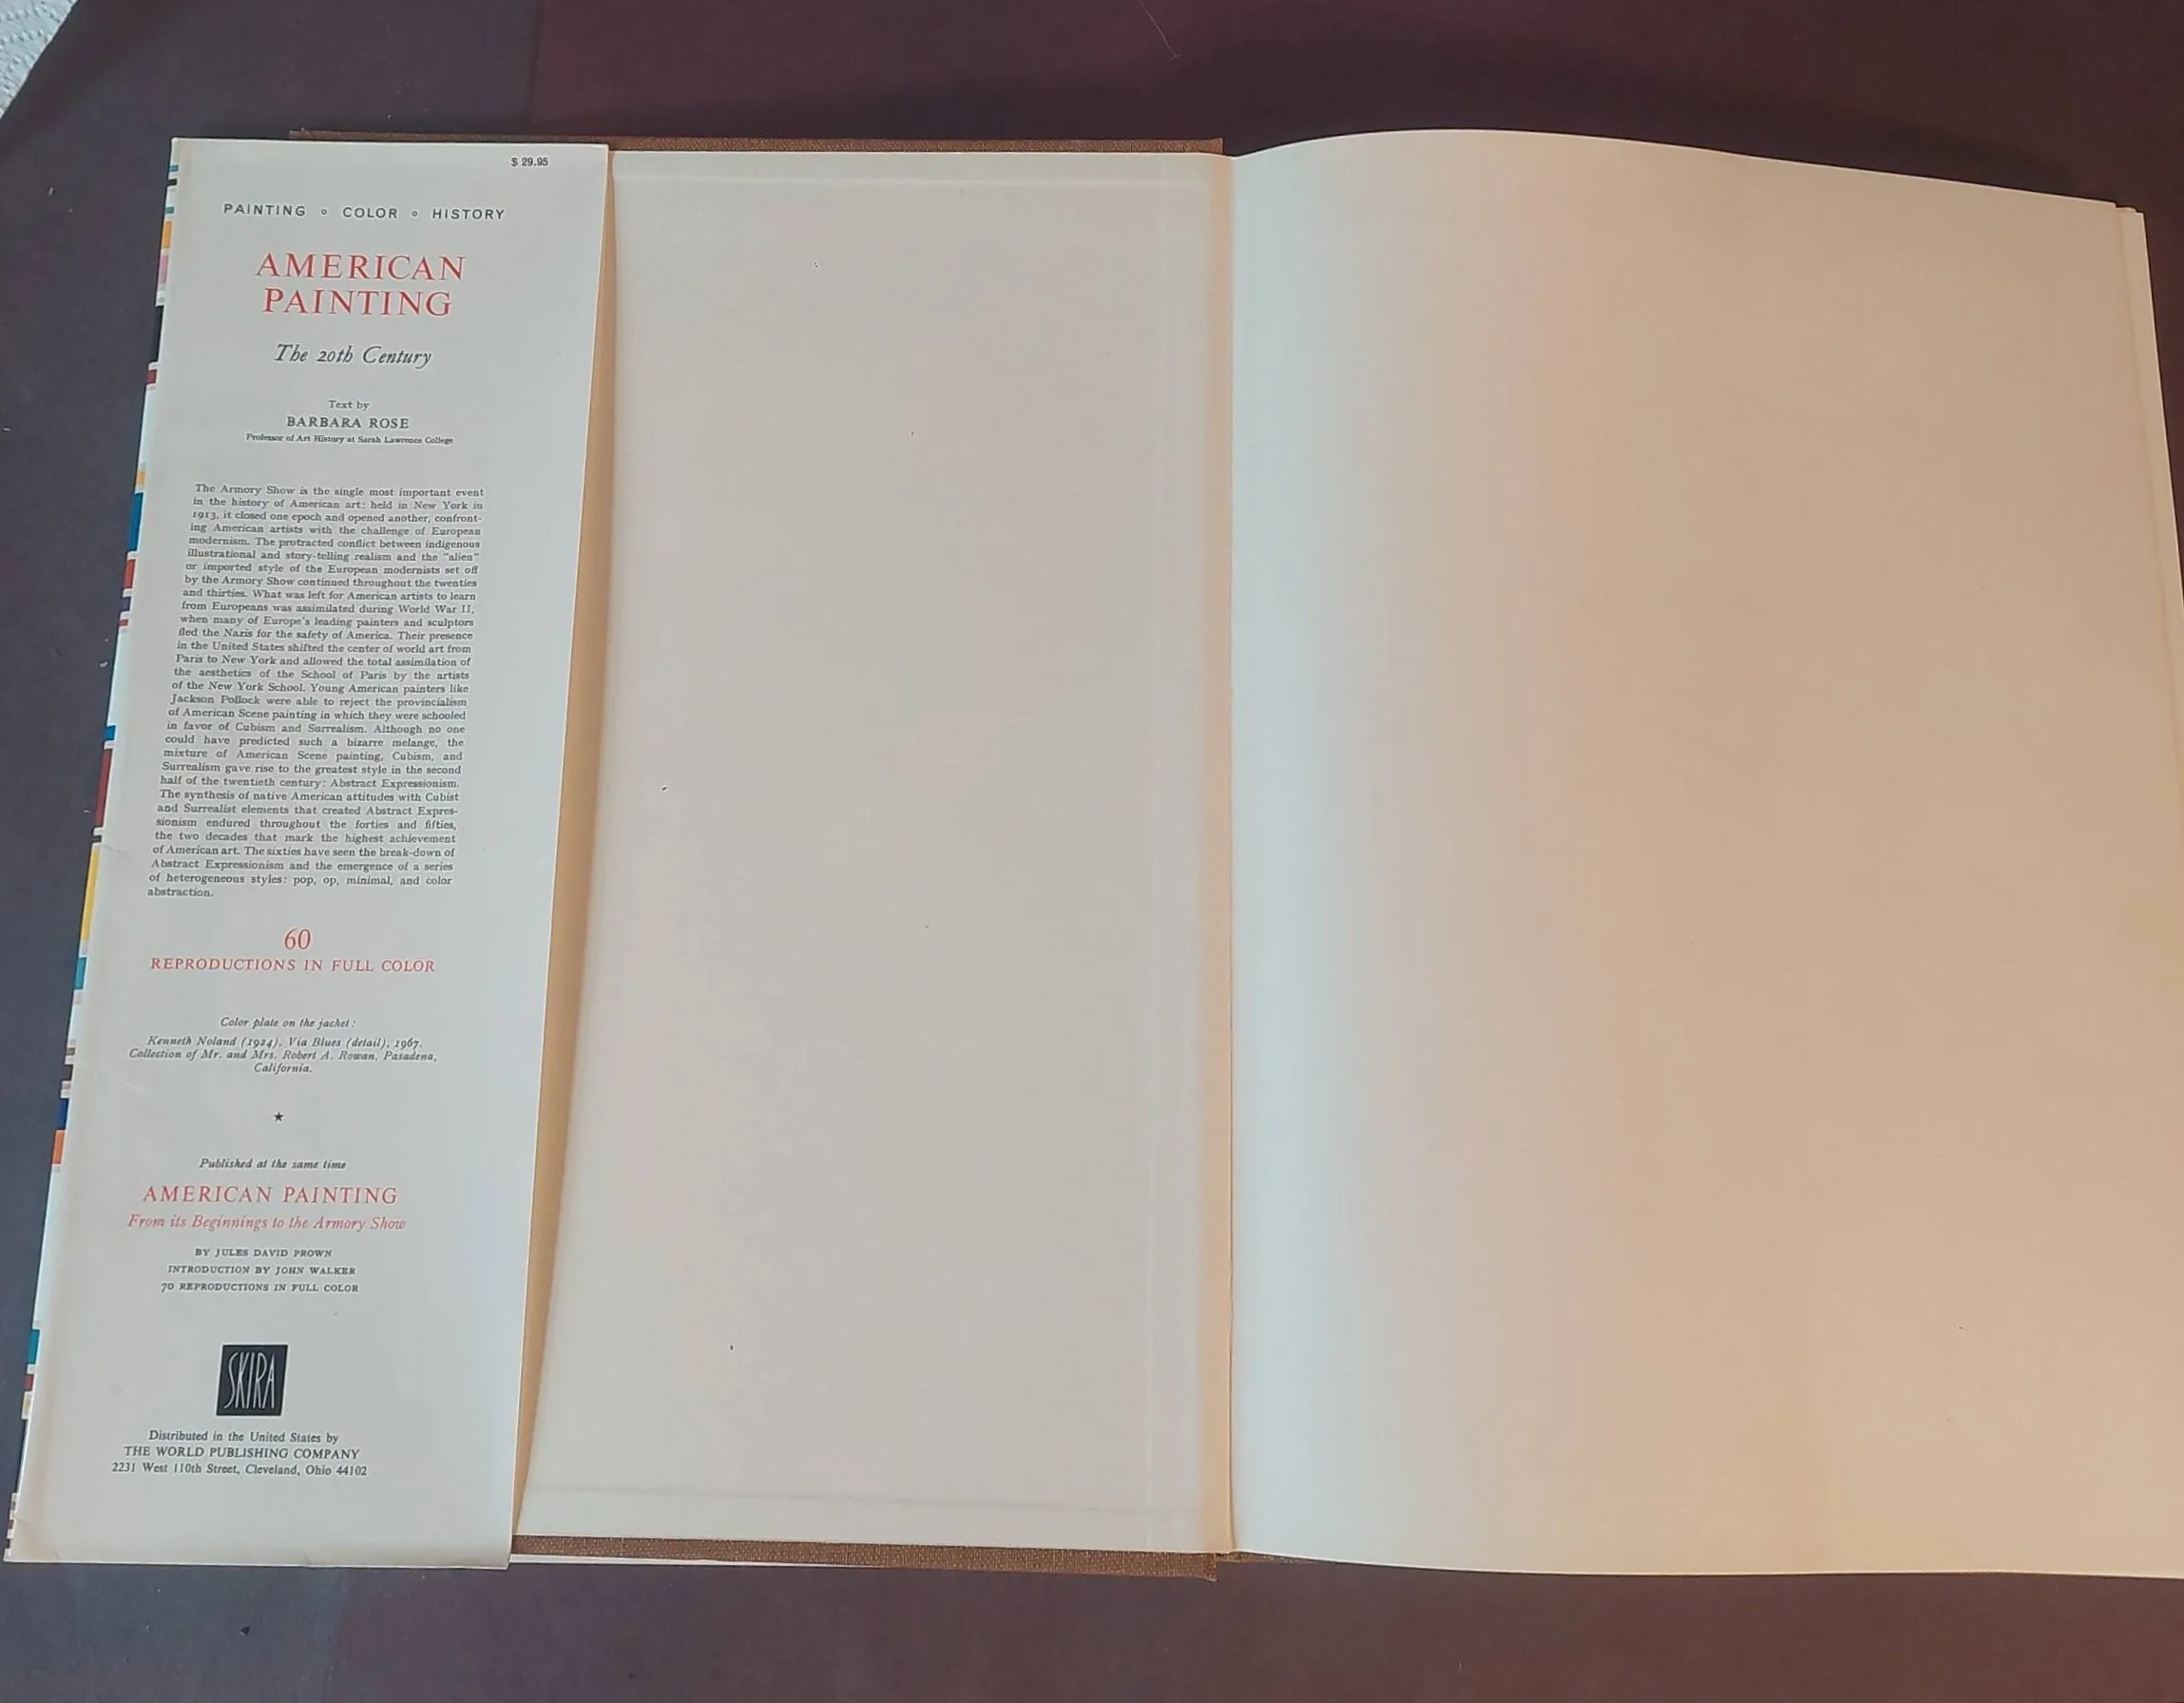 $ 29.95
PAINTING ∘ COLOR ∘ HISTORY
AMERICAN
PAINTING
The 20th Century
Text by
BARBARA ROSE
Professor of Art History at Sarah Lawrence College
The Armory Show is the single most important event
in the history of American art: held in New York in
1913, it closed one epoch and opened another, confront-
ing American artists with the challenge of European
modernism. The protracted conflict between indigenous
illustrational and story-telling realism and the "alien"
or imported style of the European modernists set off
by the Armory Show continued throughout the twenties
and thirties. What was left for American artists to learn
from Europeans was assimilated during World War II,
when many of Europe's leading painters and sculptors
fled the Nazis for the safety of America. Their presence
in the United States shifted the center of world art from
Paris to New York and allowed the total assimilation of
the aesthetics of the School of Paris by the artists
of the New York School. Young American painters like
Jackson Pollock were able to reject the provincialism
of American Scene painting in which they were schooled
in favor of Cubism and Surrealism. Although no one
could have predicted such a bizarre melange, the
mixture of American Scene painting, Cubism, and
Surrealism gave rise to the greatest style in the second
half of the twentieth century: Abstract Expressionism.
The synthesis of native American attitudes with Cubist
and Surrealist elements that created Abstract Expres-
sionism endured throughout the forties and fifties,
the two decades that mark the highest achievement
of American art. The sixties have seen the break-down of
Abstract Expressionism and the emergence of a series
of heterogeneous styles: pop, op, minimal, and color
abstraction.
60
REPRODUCTIONS IN FULL COLOR
Color plate on the jacket:
Kenneth Noland (1924). Via Blues (detail), 1967.
Collection of Mr. and Mrs. Robert A. Rowan, Pasadena,
California.
★
Published at the same time
AMERICAN PAINTING
From its Beginnings to the Armory Show
BY JULES DAVID PROWN
INTRODUCTION BY JOHN WALKER
70 REPRODUCTIONS IN FULL COLOR
SKIRA
Distributed in the United States by
THE WORLD PUBLISHING COMPANY
2231 West 110th Street, Cleveland, Ohio 44102